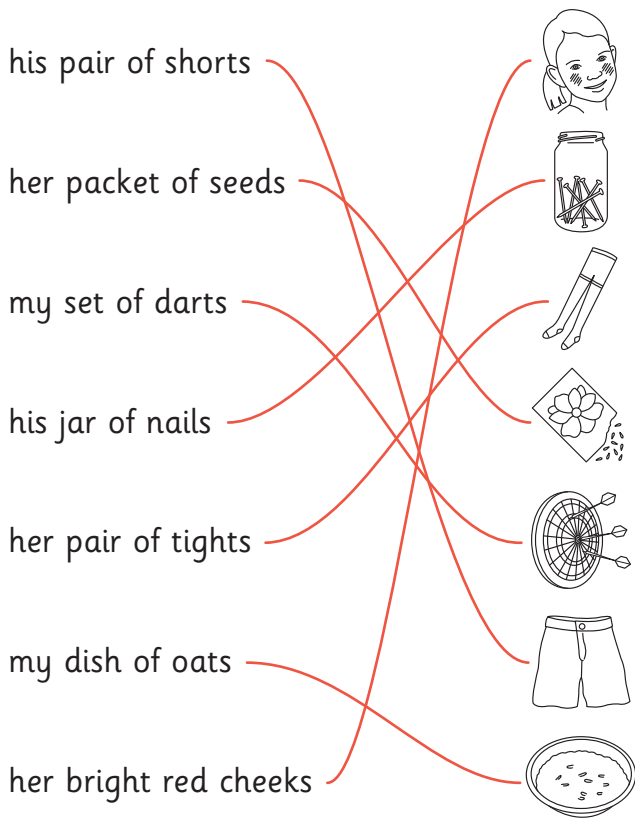 his pair of shorts
her packet of seeds
my set of darts
his jar of nails
her pair of tights
my dish of oats
her bright red cheeks